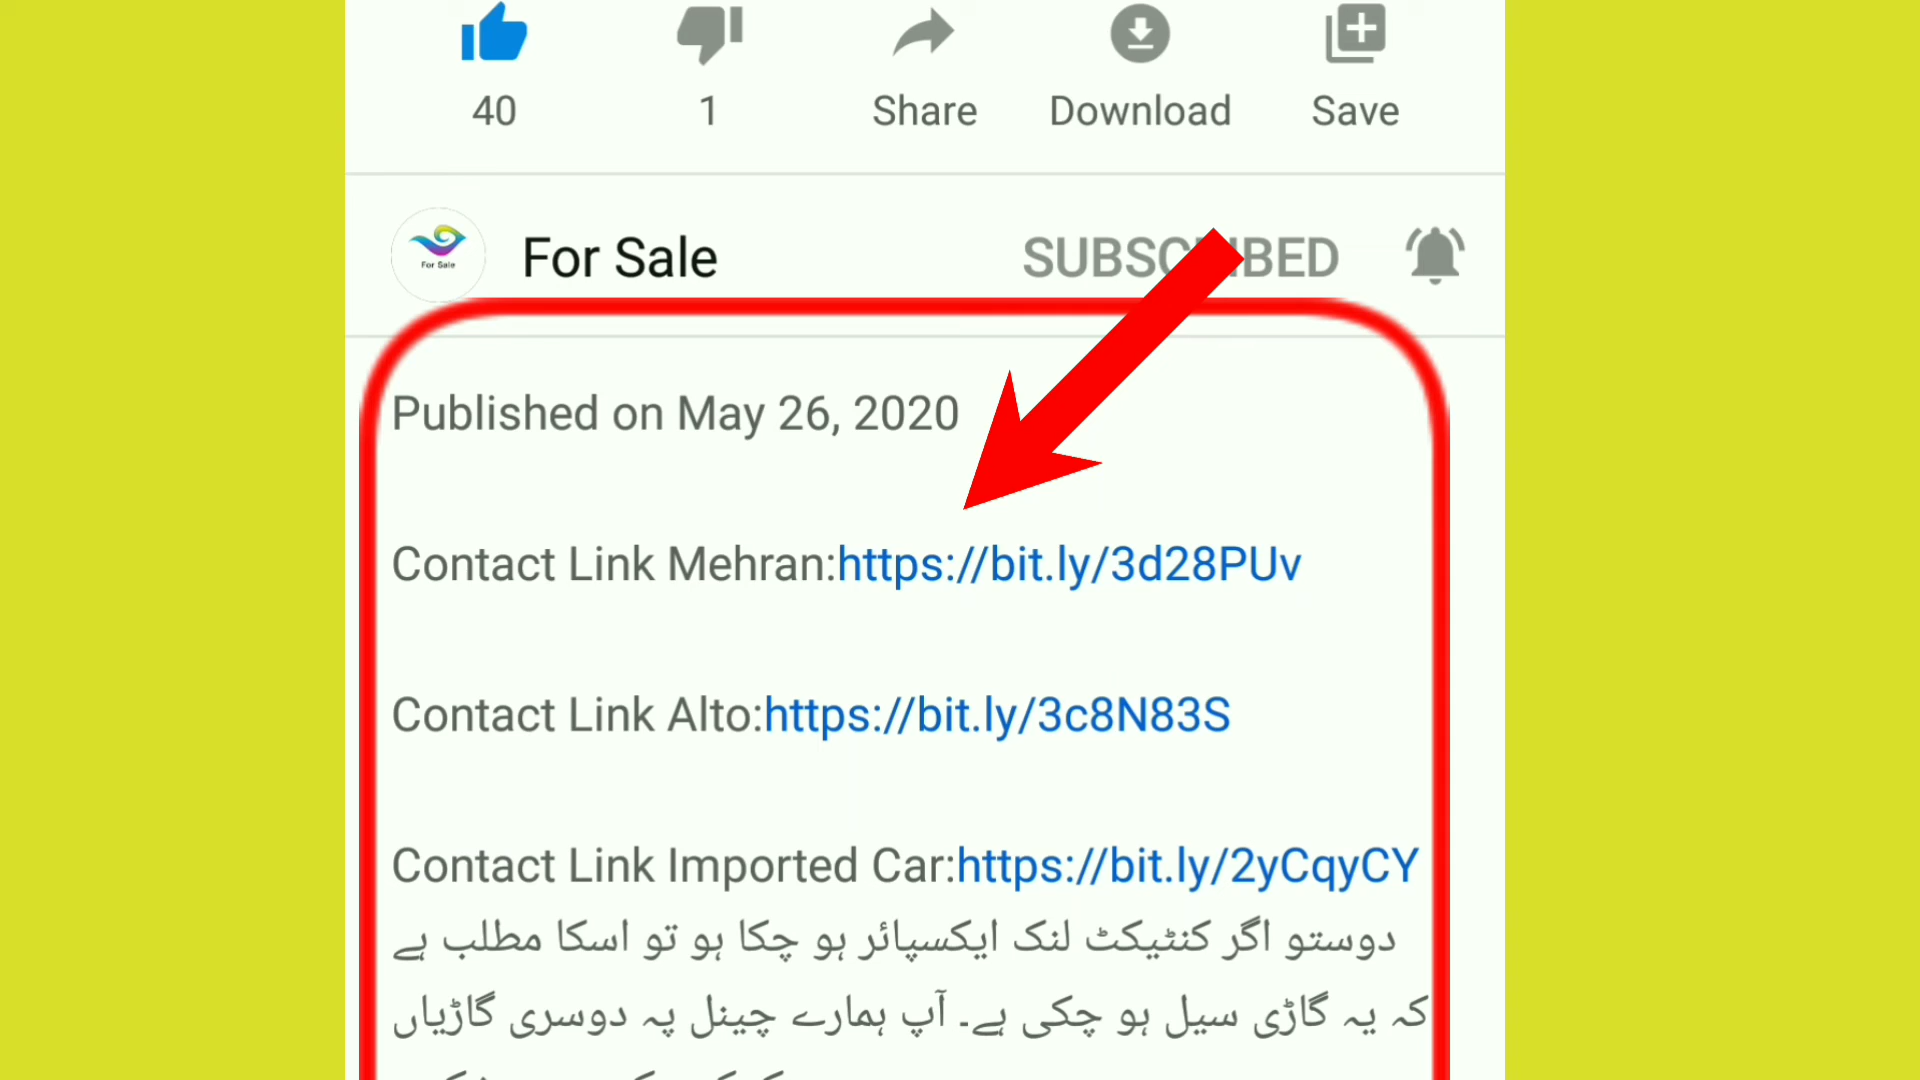 40
1
Share
Download
Save
For Sale
For Sale
Published on May 26, 2020
Contact Link Mehran:https://bit.ly/3d28PUv
Contact Link Alto:https://bit.ly/3c8N83S
Contact Link Imported Car:https://bit.ly/2yCqyCY
دوستو اگر کنٹیکٹ لنک ایکسپائر ہو چکا ہو تو اسکا مطلب ہے
کہ یہ گاڑی سیل ہو چکی ہے۔ آپ ہمارے چینل پہ دوسری گاڑیاں